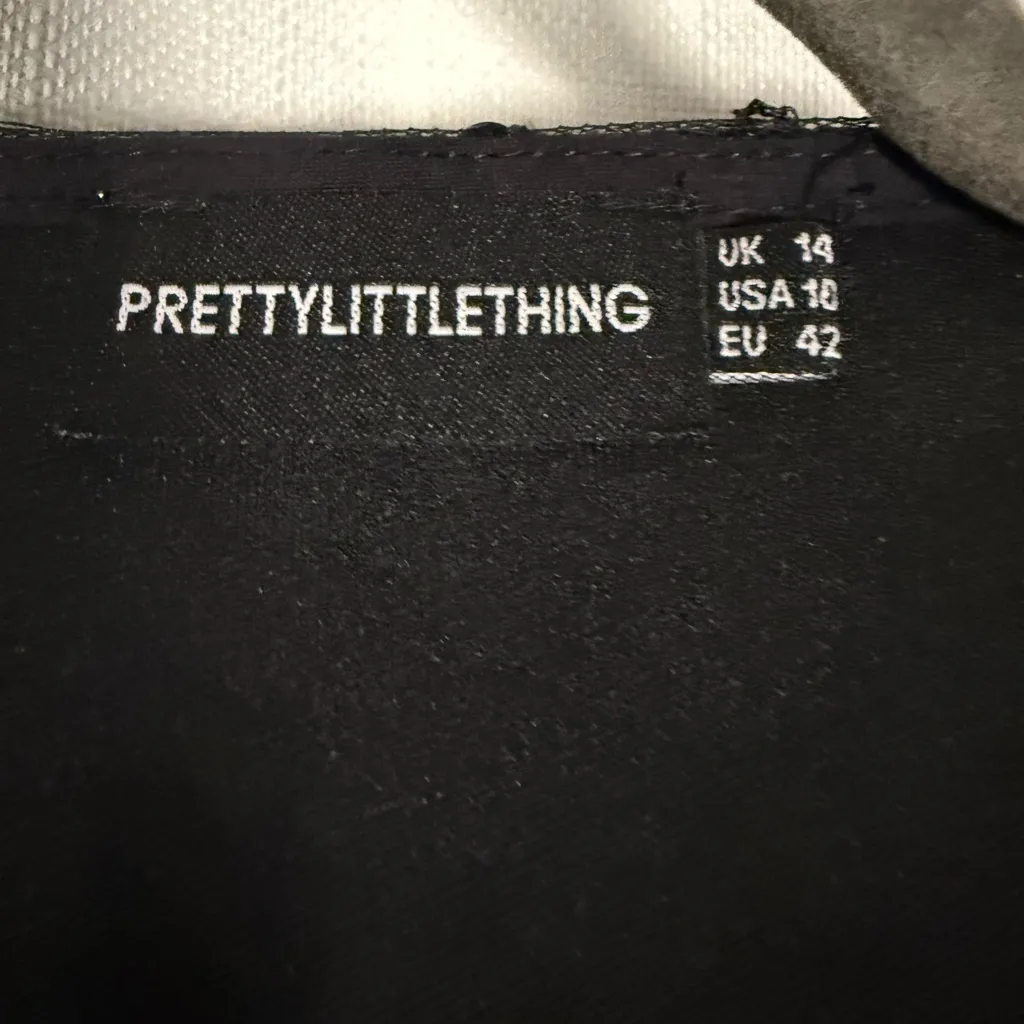 PRETTYLITTLETHING
UK 14
USA 10
EU 42